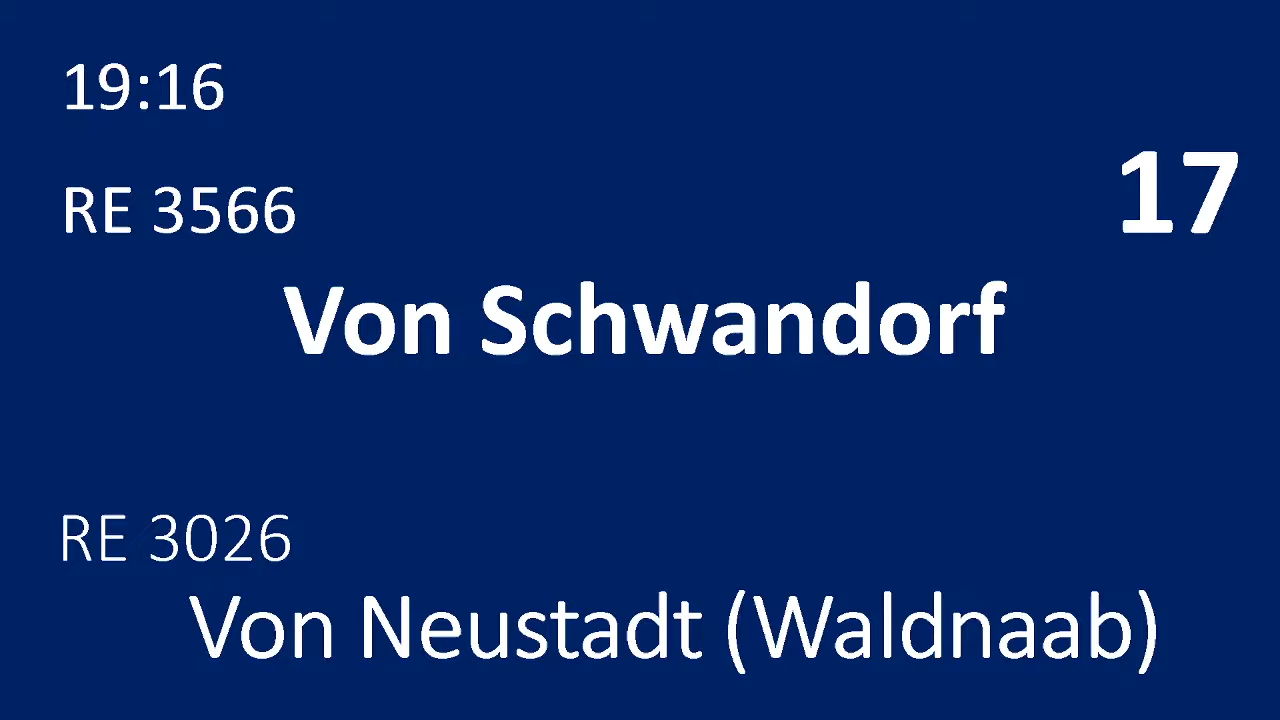 19:16
17
RE 3566
Von Schwandorf
RE 3026
Von Neustadt (Waldnaab)